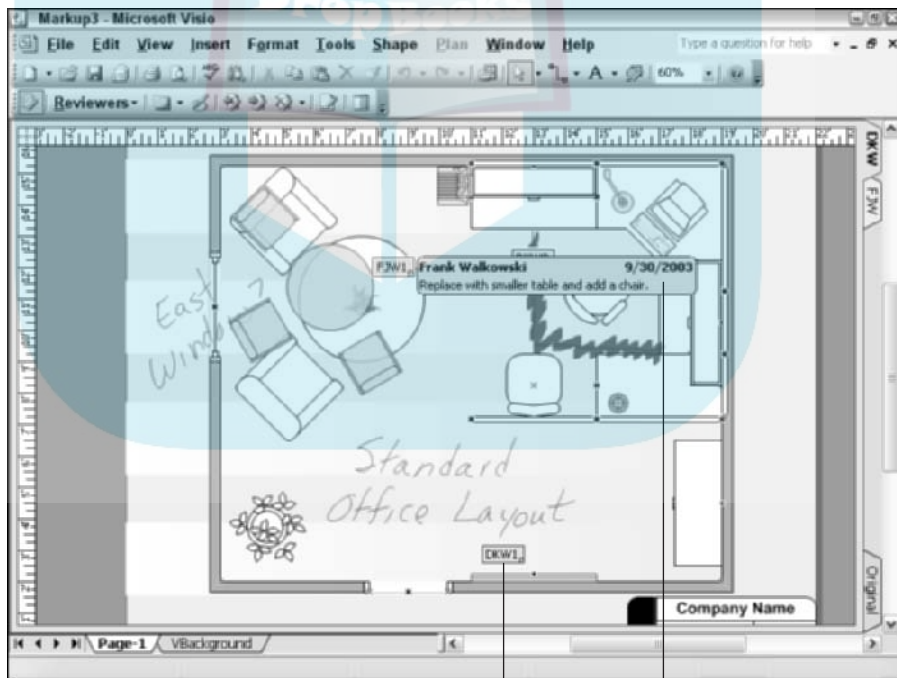 Markup3 - Microsoft Visio
File Edit View Insert Format Tools Shape Plan Window Help
Type a question for help
60%
Reviewers
DKW
FJW
FJW1
Frank Walkowski 9/30/2003
Replace with smaller table and add a chair.
East
Window
Standard
Office Layout
DKW1
Original
Company Name
Page-1 VBackground